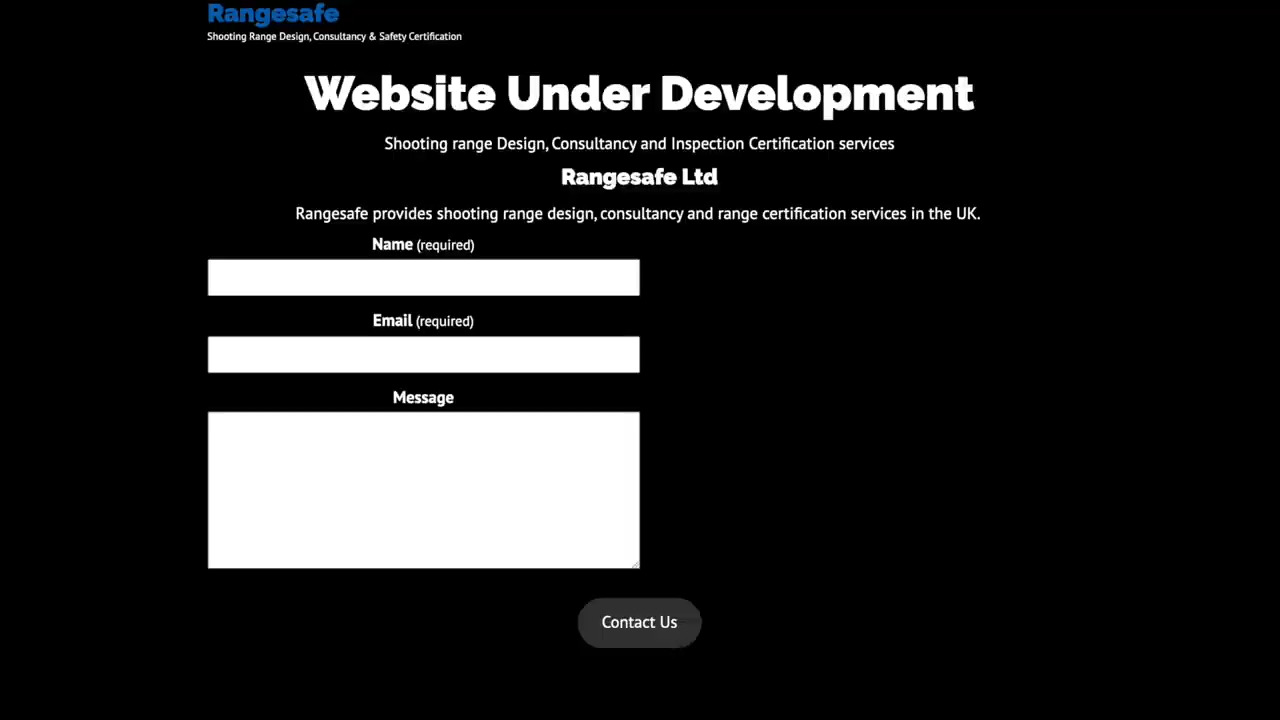 Rangesafe
Shooting Range Design, Consultancy & Safety Certification
Website Under Development
Shooting range Design, Consultancy and Inspection Certification services
Rangesafe Ltd
Rangesafe provides shooting range design, consultancy and range certification services in the UK.
Name (required)
Email (required)
Message
Contact Us